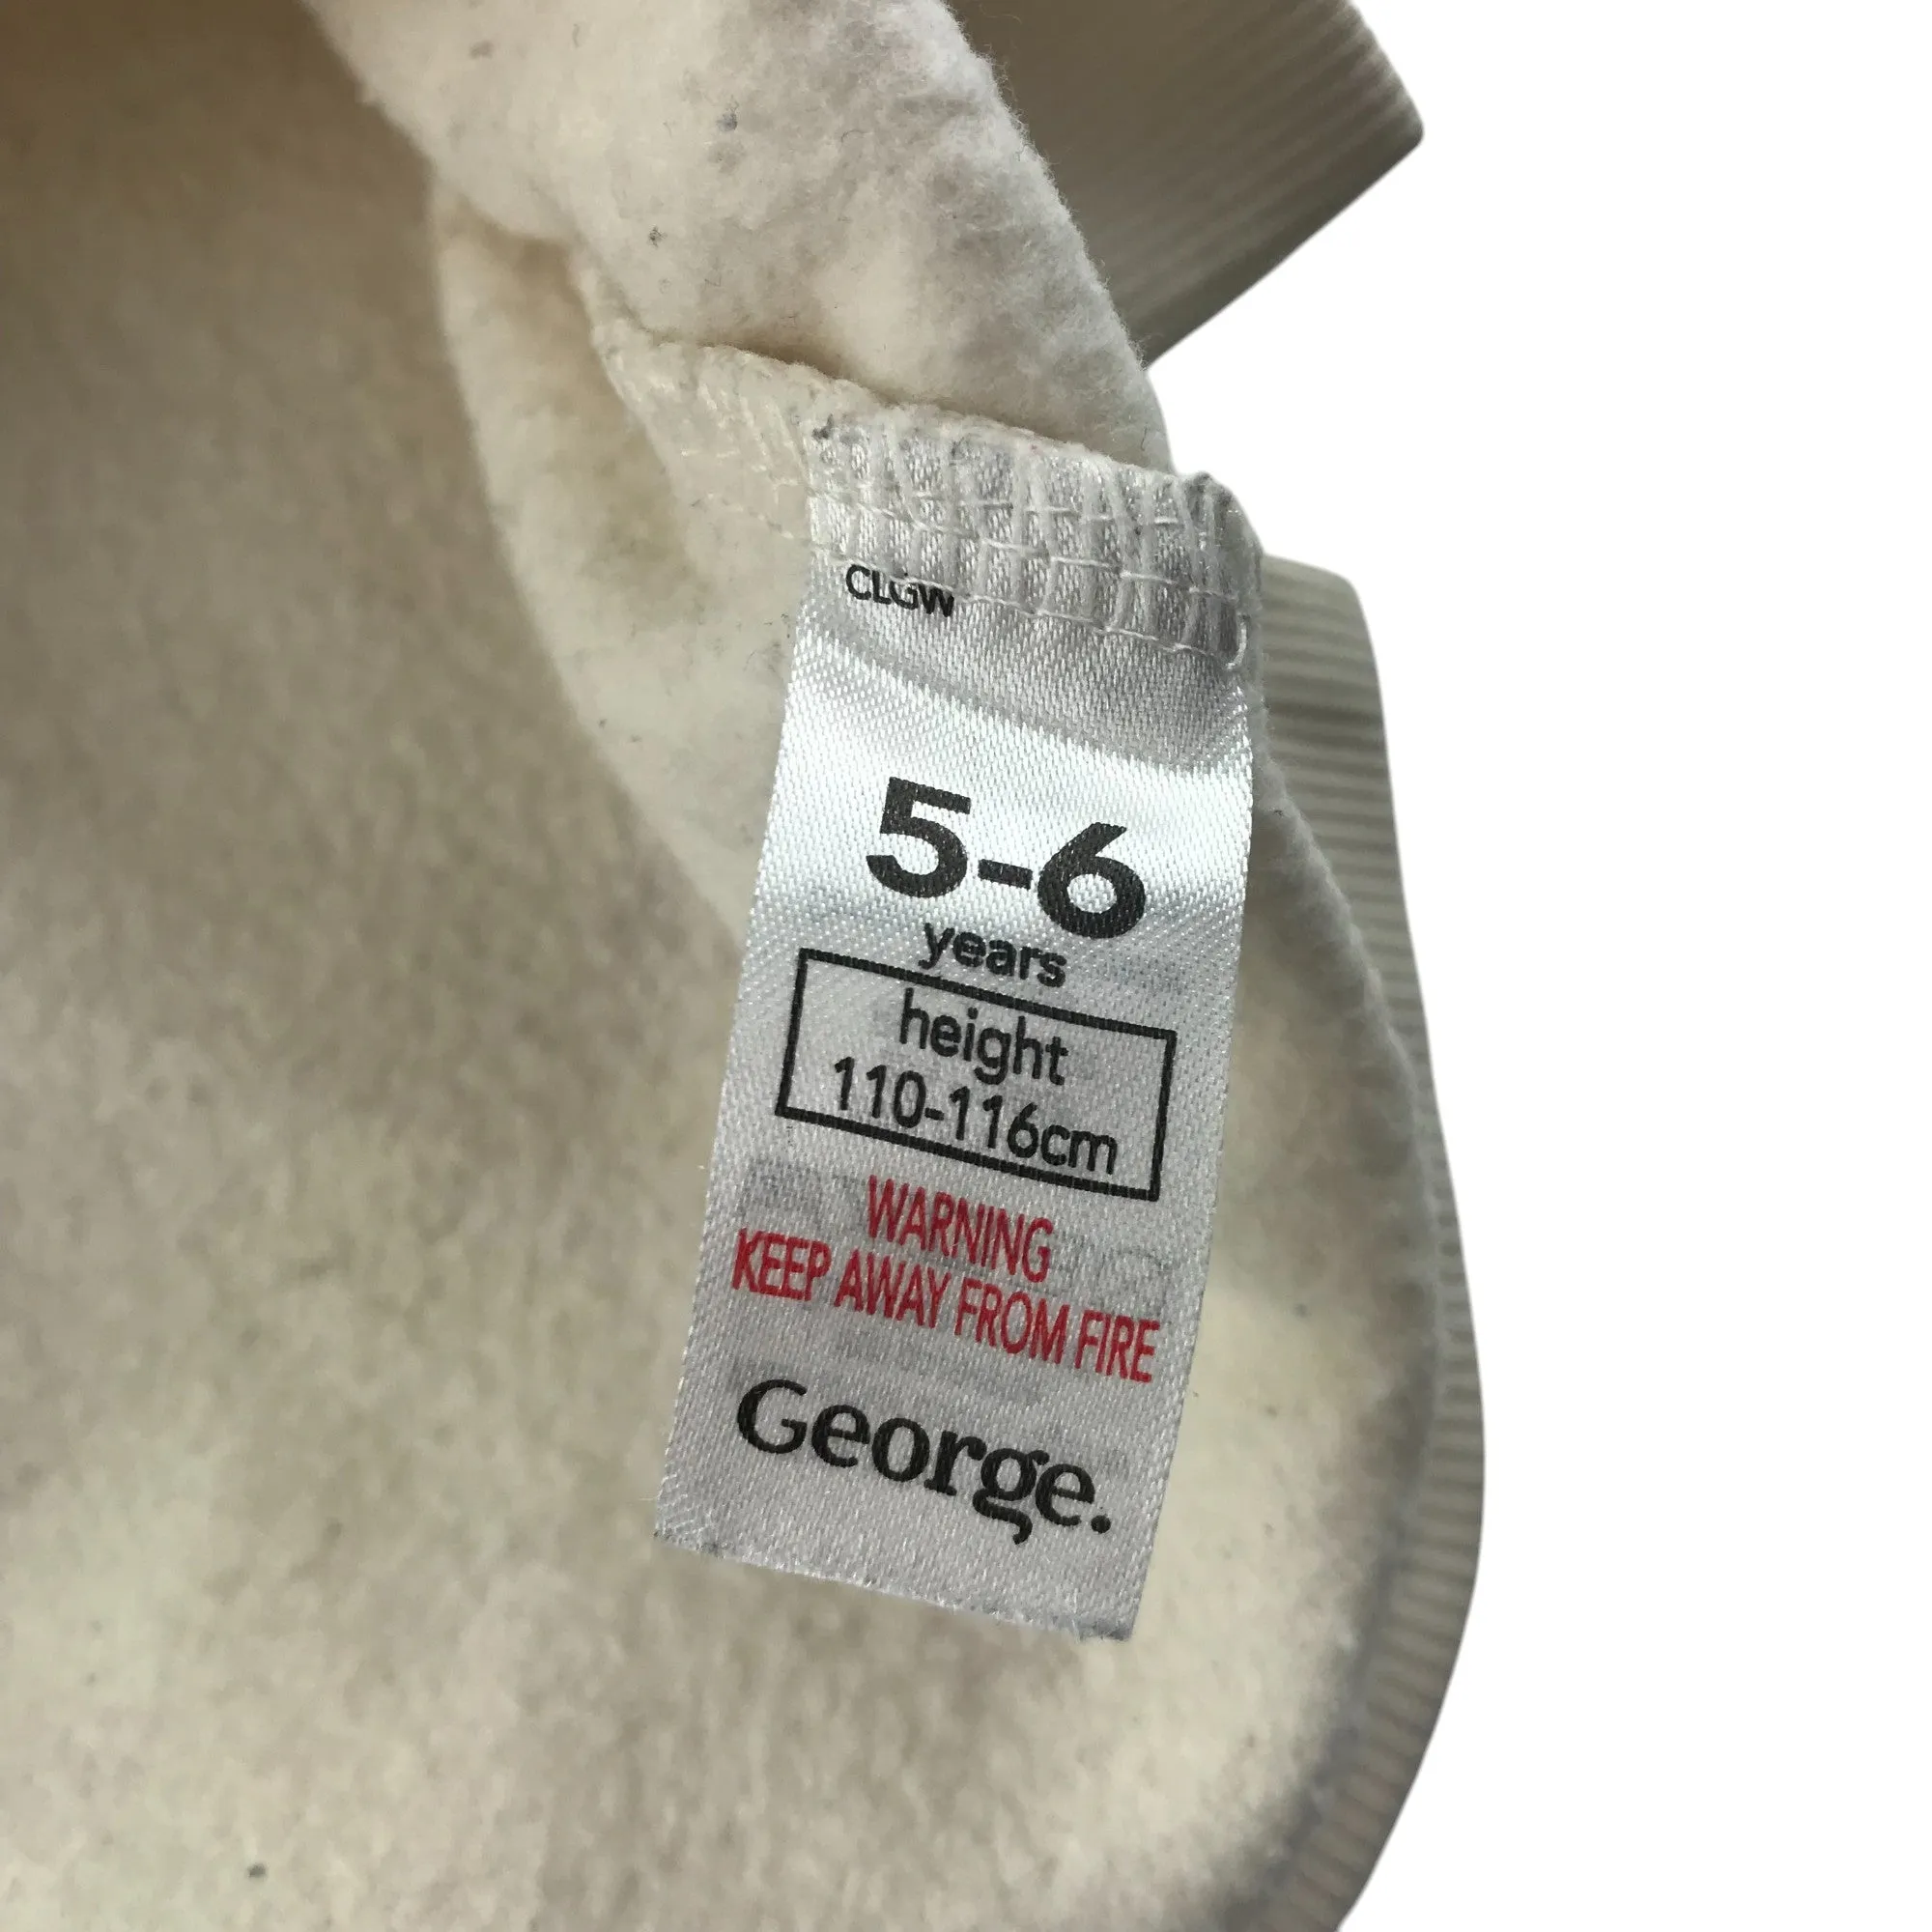 CLGW
5-6
years
height
110-116cm
WARNING
KEEP AWAY FROM FIRE
George.